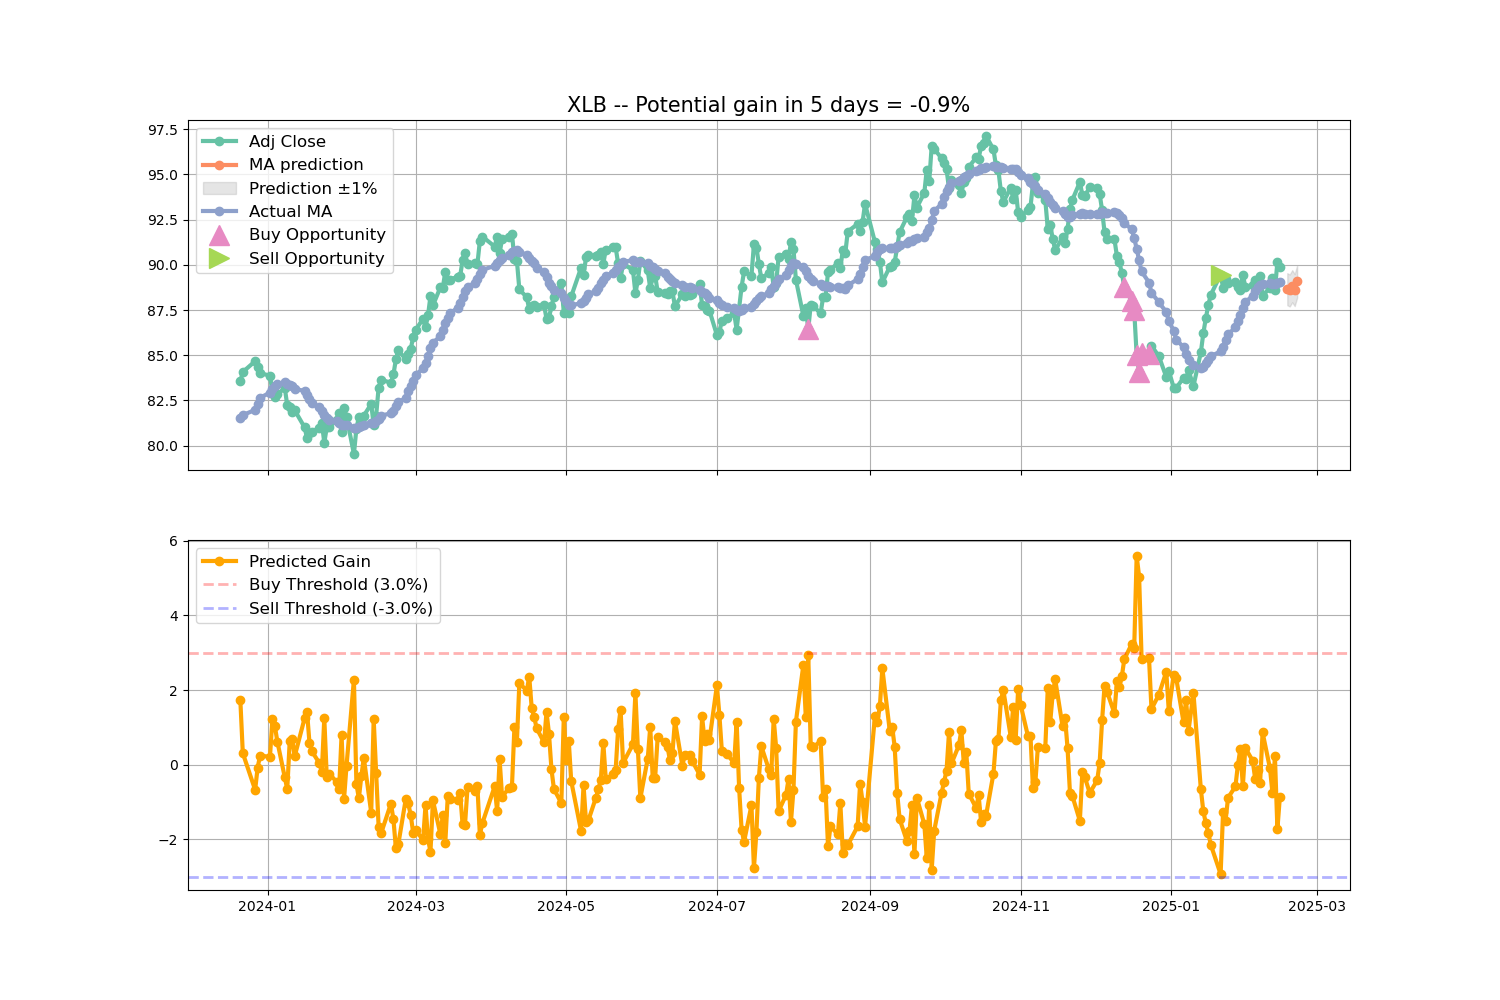 XLB -- Potential gain in 5 days = -0.9%
97.5
95.0
92.5
90.0
87.5
85.0
82.5
80.0
Adj Close
MA prediction
Prediction ±1%
Actual MA
Buy Opportunity
Sell Opportunity
6
4
2
0
−2
Predicted Gain
Buy Threshold (3.0%)
Sell Threshold (-3.0%)
2024-01 2024-03 2024-05 2024-07 2024-09 2024-11 2025-01 2025-03